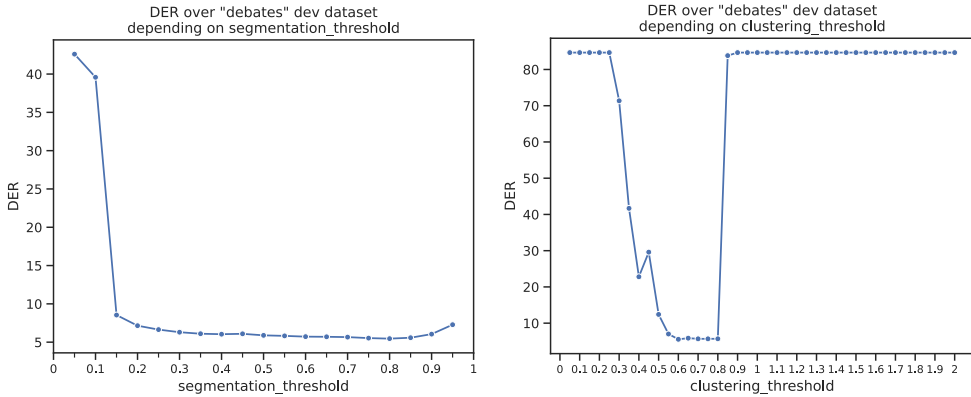 DER over "debates" dev dataset
depending on segmentation_threshold
DER
40
35
30
25
20
15
10
5
0 0.1 0.2 0.3 0.4 0.5 0.6 0.7 0.8 0.9 1
segmentation_threshold
DER over "debates" dev dataset
depending on clustering_threshold
DER
80
70
60
50
40
30
20
10
0 0.1 0.2 0.3 0.4 0.5 0.6 0.7 0.8 0.9 1 1.1 1.2 1.3 1.4 1.5 1.6 1.7 1.8 1.9 2
clustering_threshold